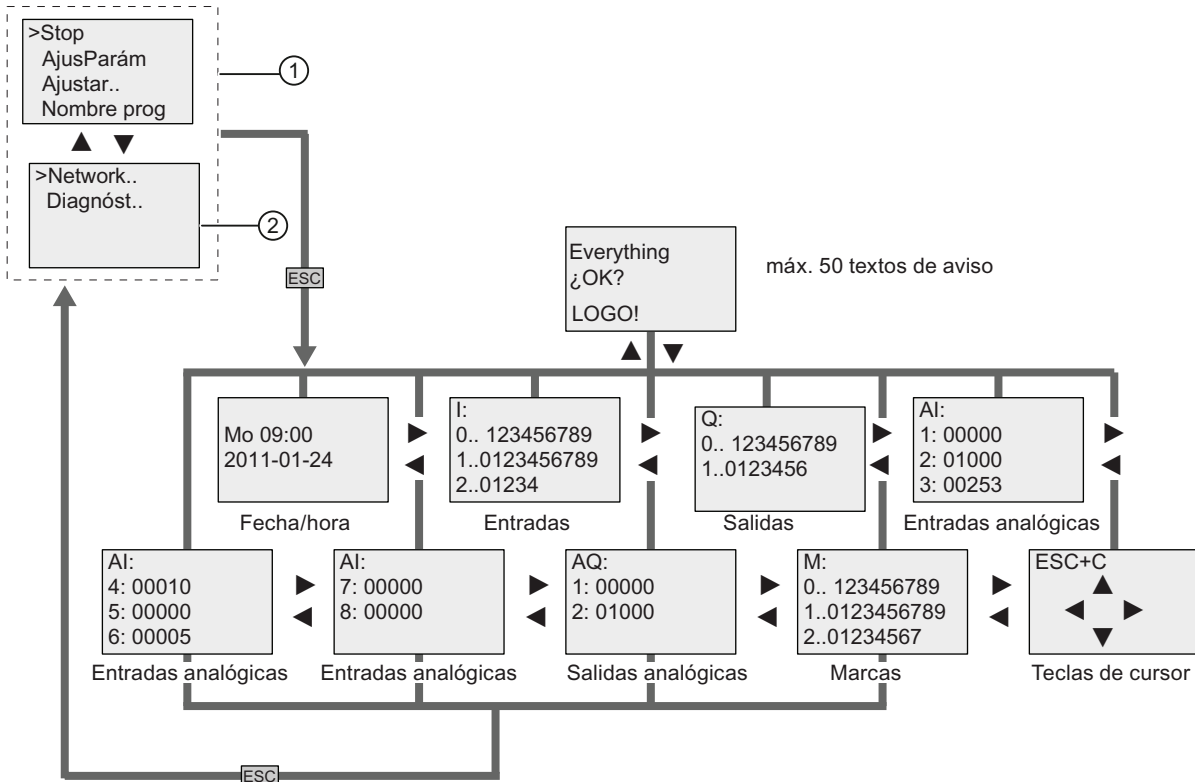 >Stop
AjusParám
Ajustar..
Nombre prog
1
>Network..
Diagnóst..
2
ESC
Everything
¿OK?
LOGO!
máx. 50 textos de aviso
Mo 09:00
2011-01-24
Fecha/hora
I:
0.. 123456789
1..0123456789
2..01234
Entradas
Q:
0.. 123456789
1..0123456
Salidas
AI:
1: 00000
2: 01000
3: 00253
Entradas analógicas
AI:
4: 00010
5: 00000
6: 00005
Entradas analógicas
AI:
7: 00000
8: 00000
Entradas analógicas
AQ:
1: 00000
2: 01000
Salidas analógicas
M:
0.. 123456789
1..0123456789
2..01234567
Marcas
ESC+C
Teclas de cursor
ESC